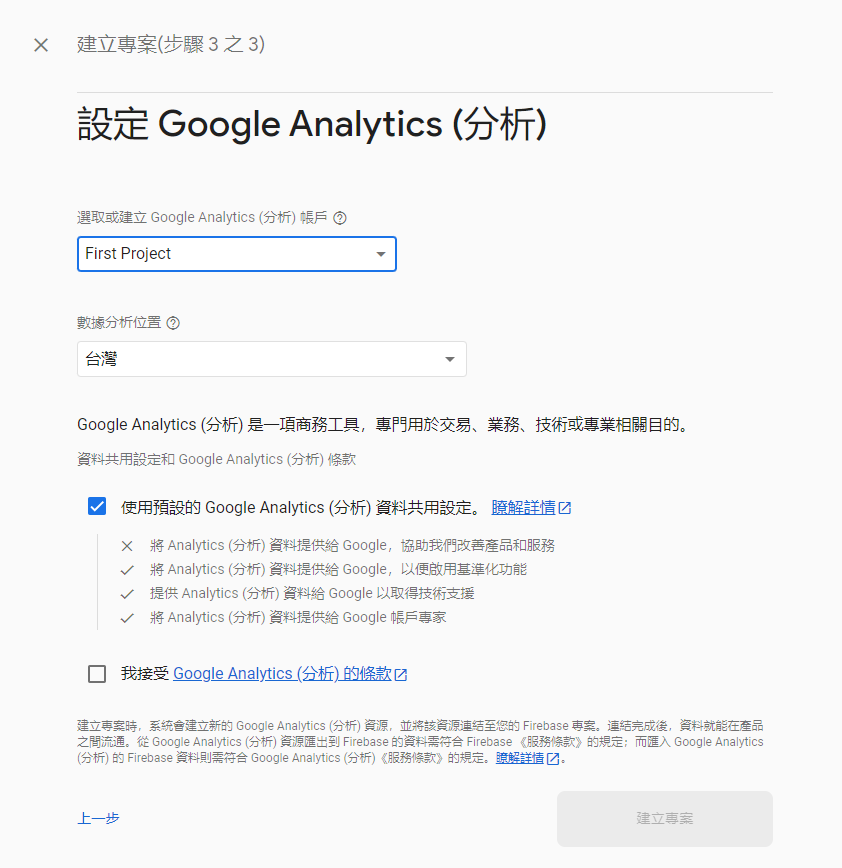 建立專案(步驟 3 之 3)
設定 Google Analytics (分析)
選取或建立 Google Analytics (分析) 帳戶
First Project
數據分析位置
台灣
Google Analytics (分析) 是一項商務工具，專門用於交易、業務、技術或專業相關目的。
資料共用設定和 Google Analytics (分析) 條款
使用預設的 Google Analytics (分析) 資料共用設定。 瞭解詳情
將 Analytics (分析) 資料提供給 Google，協助我們改善產品和服務
將 Analytics (分析) 資料提供給 Google，以便啟用基準化功能
提供 Analytics (分析) 資料給 Google 以取得技術支援
將 Analytics (分析) 資料提供給 Google 帳戶專家
我接受 Google Analytics (分析) 的條款
建立專案時，系統會建立新的 Google Analytics (分析) 資源，並將該資源連結至您的 Firebase 專案。連結完成後，資料就能在產品
之間流通。從 Google Analytics (分析) 資源匯出到 Firebase 的資料需符合 Firebase 《服務條款》的規定；而匯入 Google Analytics
(分析) 的 Firebase 資料則需符合 Google Analytics (分析)《服務條款》的規定。瞭解詳情。
上一步
建立專案